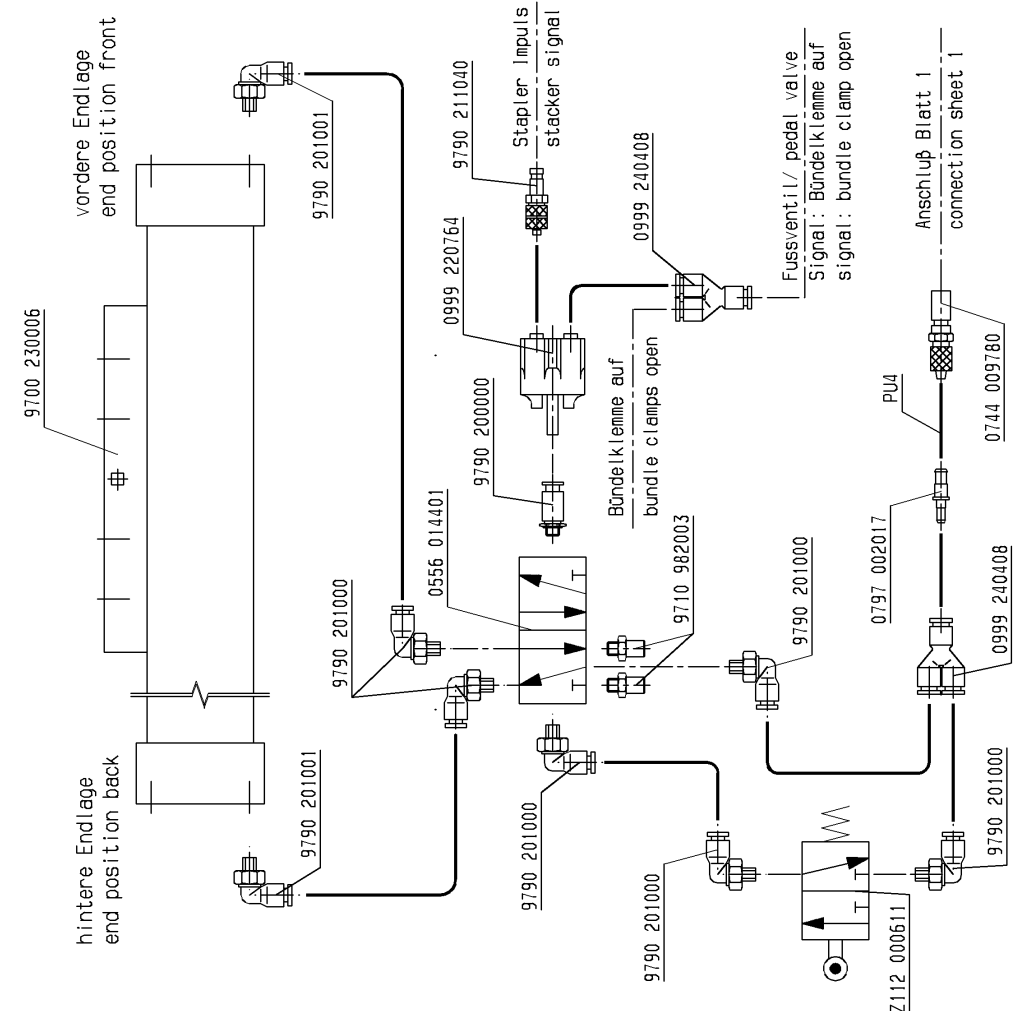 vordere Endlage
end position front
9790 201001
9700 230006
hintere Endlage
end position back
9790 201001
9790 211040
Stapler Impuls
stacker signal
0999 220764
0999 240408
9790 200000
Fussventil/ pedal valve
Signal: Bündelklemme auf
signal: bundle clamp open
Bündelklemme auf
bundle clamps open
0556 014401
9790 201000
9710 982003
9790 201000
9790 201000
9790 201000
Z112 000611
9790 201000
0999 240408
0797 002017
PU4
0744 009780
Anschluß Blatt 1
connection sheet 1